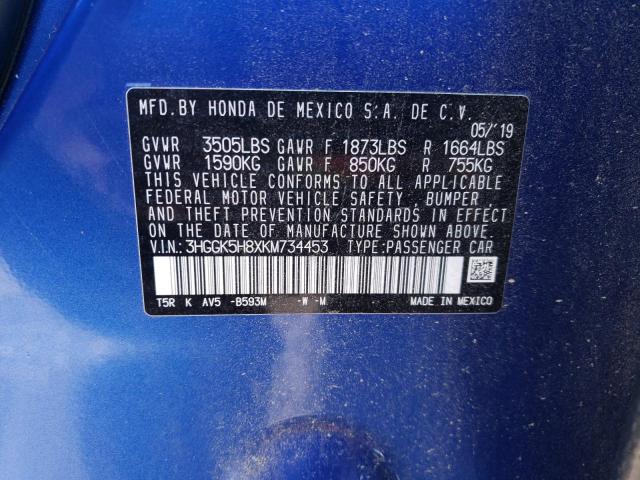 MFD.BY HONDA DE MEXICO S.A. DE C.V.
05/'19
GVWR 3505LBS GAWR F 1873LBS R 1664LBS
GVWR 1590KG GAWR F 850KG R 755KG
THIS VEHICLE CONFORMS TO ALL APPLICABLE
FEDERAL MOTOR VEHICLE SAFETY, BUMPER,
AND THEFT PREVENTION STANDARDS IN EFFECT
ON THE DATE OF MANUFACTURE SHOWN ABOVE.
V.I.N: 3HGGK5H8XKM734453 TYPE:PASSENGER CAR
T5R K AV5 -B593M -W -M MADE IN MEXICO